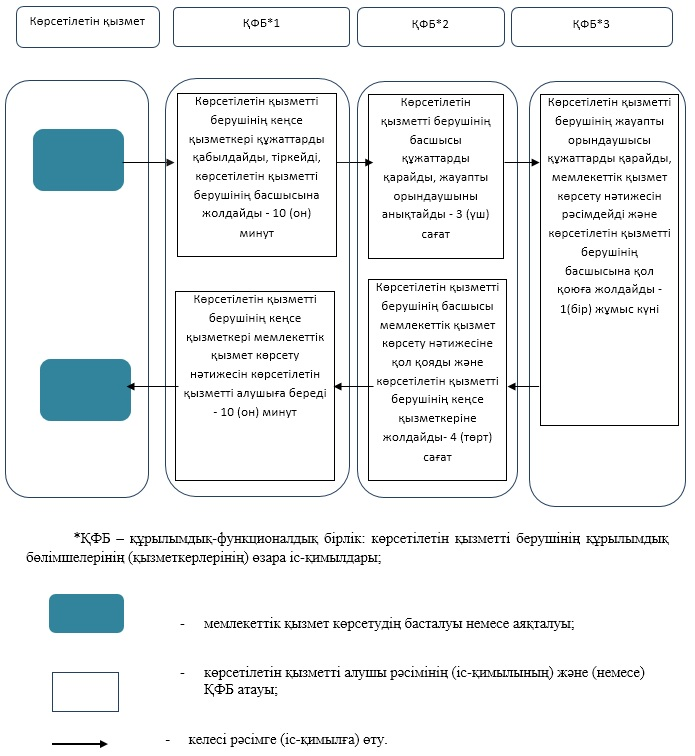 Көрсетілетін қызмет
ҚФБ*1
ҚФБ*2
ҚФБ*3
Көрсетілетін қызметті
берушінің кеңсе
қызметкері құжаттарды
қабылдайды, тіркейді,
көрсетілетін қызметті
берушінің басшысына
жолдайды - 10 (он)
минут
Көрсетілетін
қызметті берушінің
басшысы
құжаттарды
қарайды, жауапты
орындаушыны
анықтайды - 3 (үш)
сағат
Көрсетілетін қызметті
берушінің жауапты
орындаушысы
құжаттарды қарайды,
мемлекеттік қызмет
көрсету нәтижесін
рәсімдейді және
көрсетілетін қызметті
берушінің
басшысына қол
қоюға жолдайды -
1(бір) жұмыс күні
Көрсетілетін қызметті
берушінің кеңсе
қызметкері мемлекеттік
қызмет көрсету
нәтижесін көрсетілетін
қызметті алушыға береді
- 10 (он) минут
Көрсетілетін қызметті
берушінің басшысы
мемлекеттік қызмет
көрсету нәтижесіне
қол қояды және
көрсетілетін қызметті
берушінің кеңсе
қызметкеріне
жолдайды- 4 (төрт)
сағат
*ҚФБ – құрылымдық-функционалдық бірлік: көрсетілетін қызметті берушінің құрылымдық
бөлімшелерінің (қызметкерлерінің) өзара іс-қимылдары;
- мемлекеттік қызмет көрсетудің басталуы немесе аяқталуы;
- көрсетілетін қызметті алушы рәсімінің (іс-қимылының) және (немесе)
ҚФБ атауы;
- келесі рәсімге (іс-қимылға) өту.